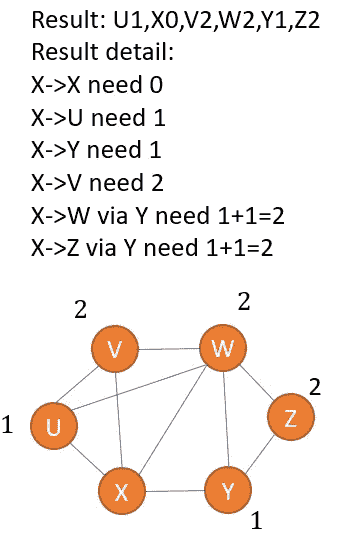 Result: U1,X0,V2,W2,Y1,Z2
Result detail:
X->X need 0
X->U need 1
X->Y need 1
X->V need 2
X->W via Y need 1+1=2
X->Z via Y need 1+1=2
2 2
V W
2
1 U Z
X Y
1